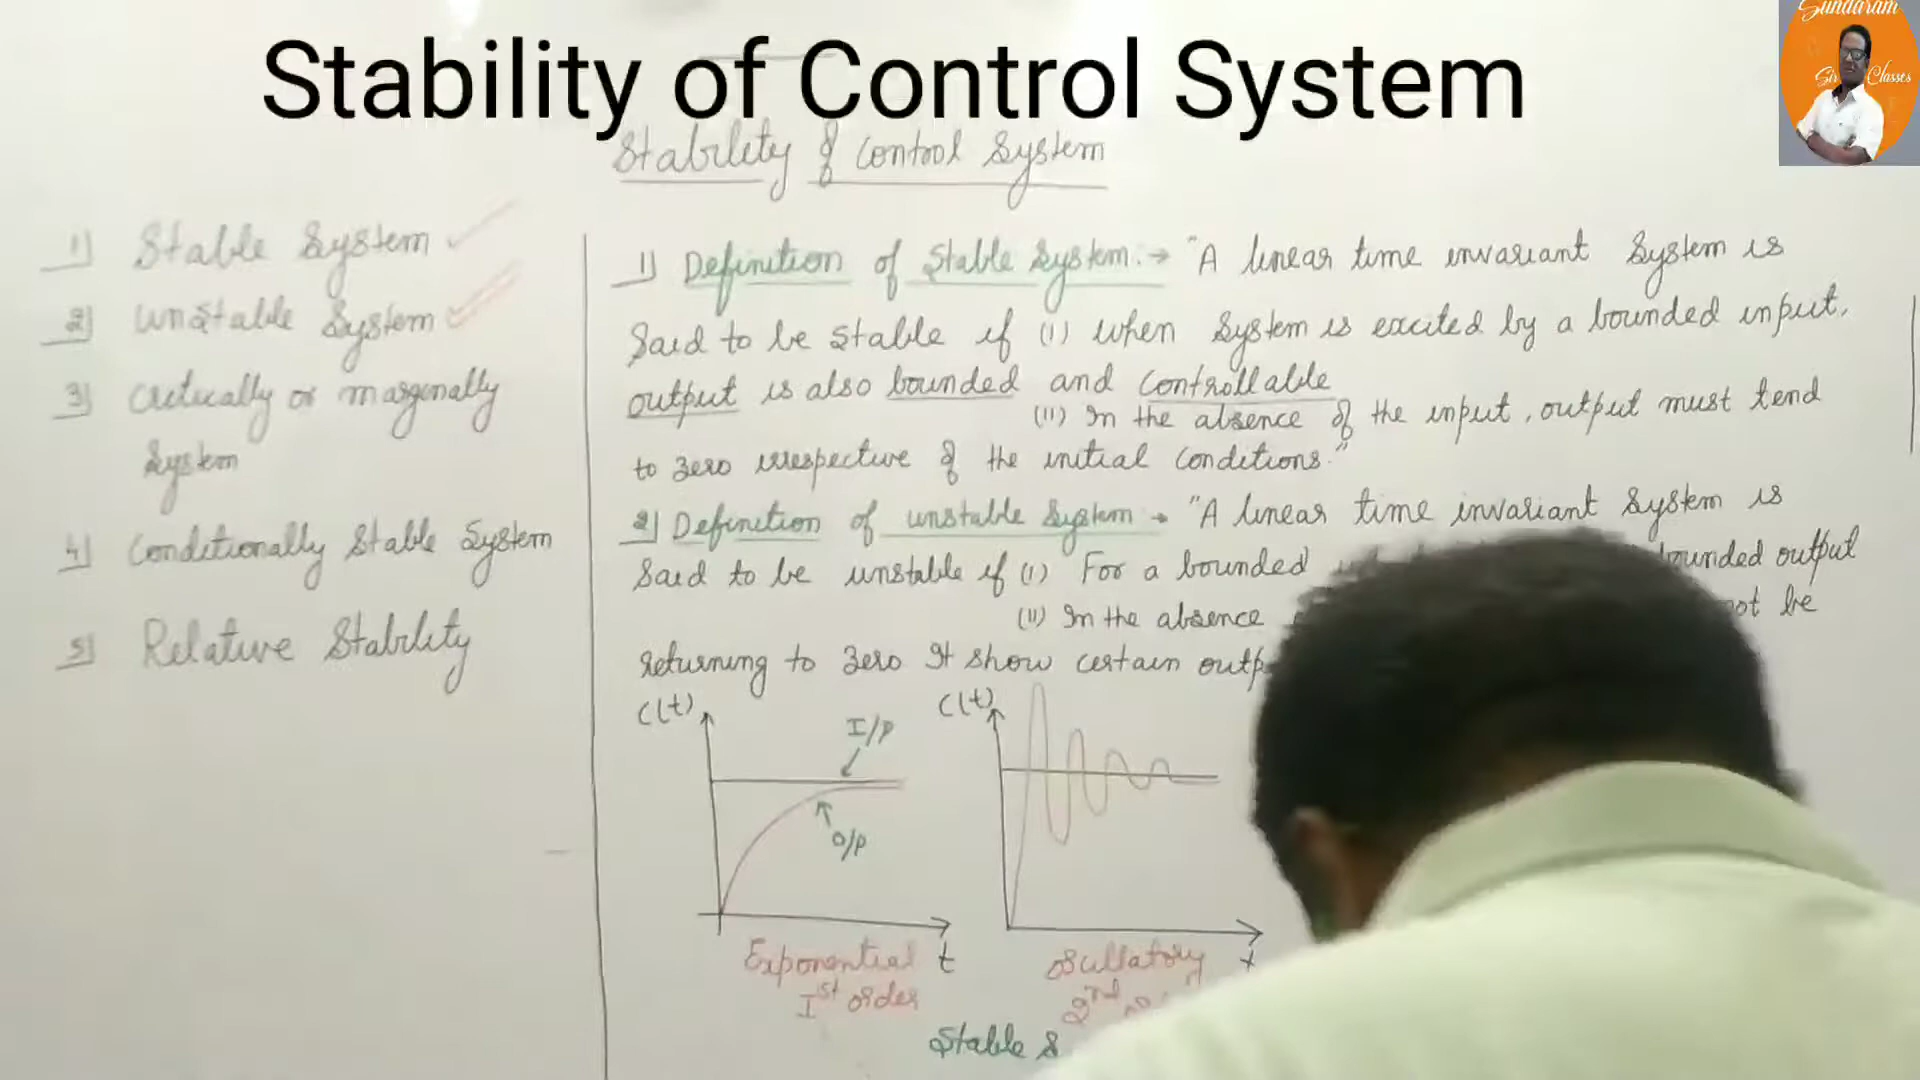 Stability of Control System
Sundaram
Sir Classes
Stability of Control System
1) Stable System
2) Unstable System
3) Critically or marginally
System
4) Conditionally Stable System
5) Relative Stability
1) Definition of Stable System:→ "A linear time invariant System is
Said to be Stable if (I) when System is excited by a bounded input,
output is also bounded and Controllable
(II) In the absence of the input, output must tend
to zero irrespective of the initial conditions."
2) Definition of unstable System → "A linear time invariant System is
Said to be unstable if (I) For a bounded bounded output
(II) In the absence not be
returning to zero It show certain
C(t)
I/P
O/P
t
Exponential
Ist order
C(t)
t
Oscillatory
2nd
Stable S